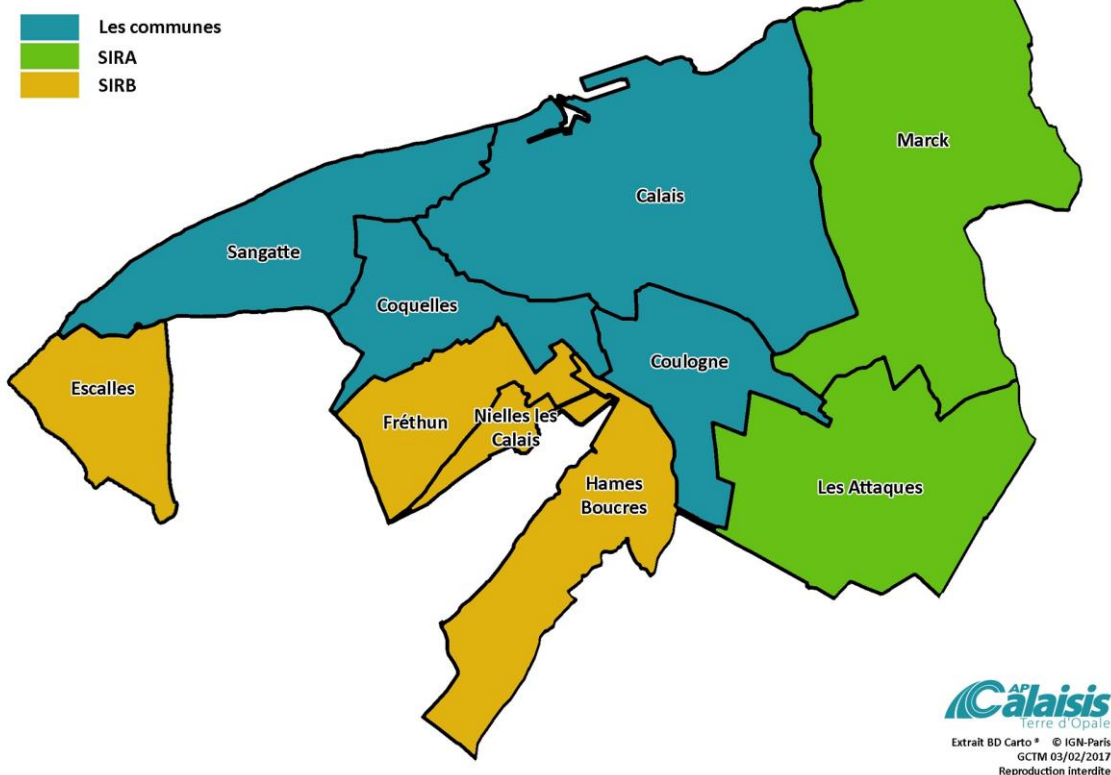 Les communes
SIRA
SIRB
Marck
Calais
Sangatte
Coquelles
Coulogne
Escalles
Fréthun
Nielles les
Calais
Hames
Boucres
Les Attaques
AP
Calaisis
Terre d'Opale
Extrait BD Carto ® © IGN-Paris
GCTM 03/02/2017
Reproduction interdite